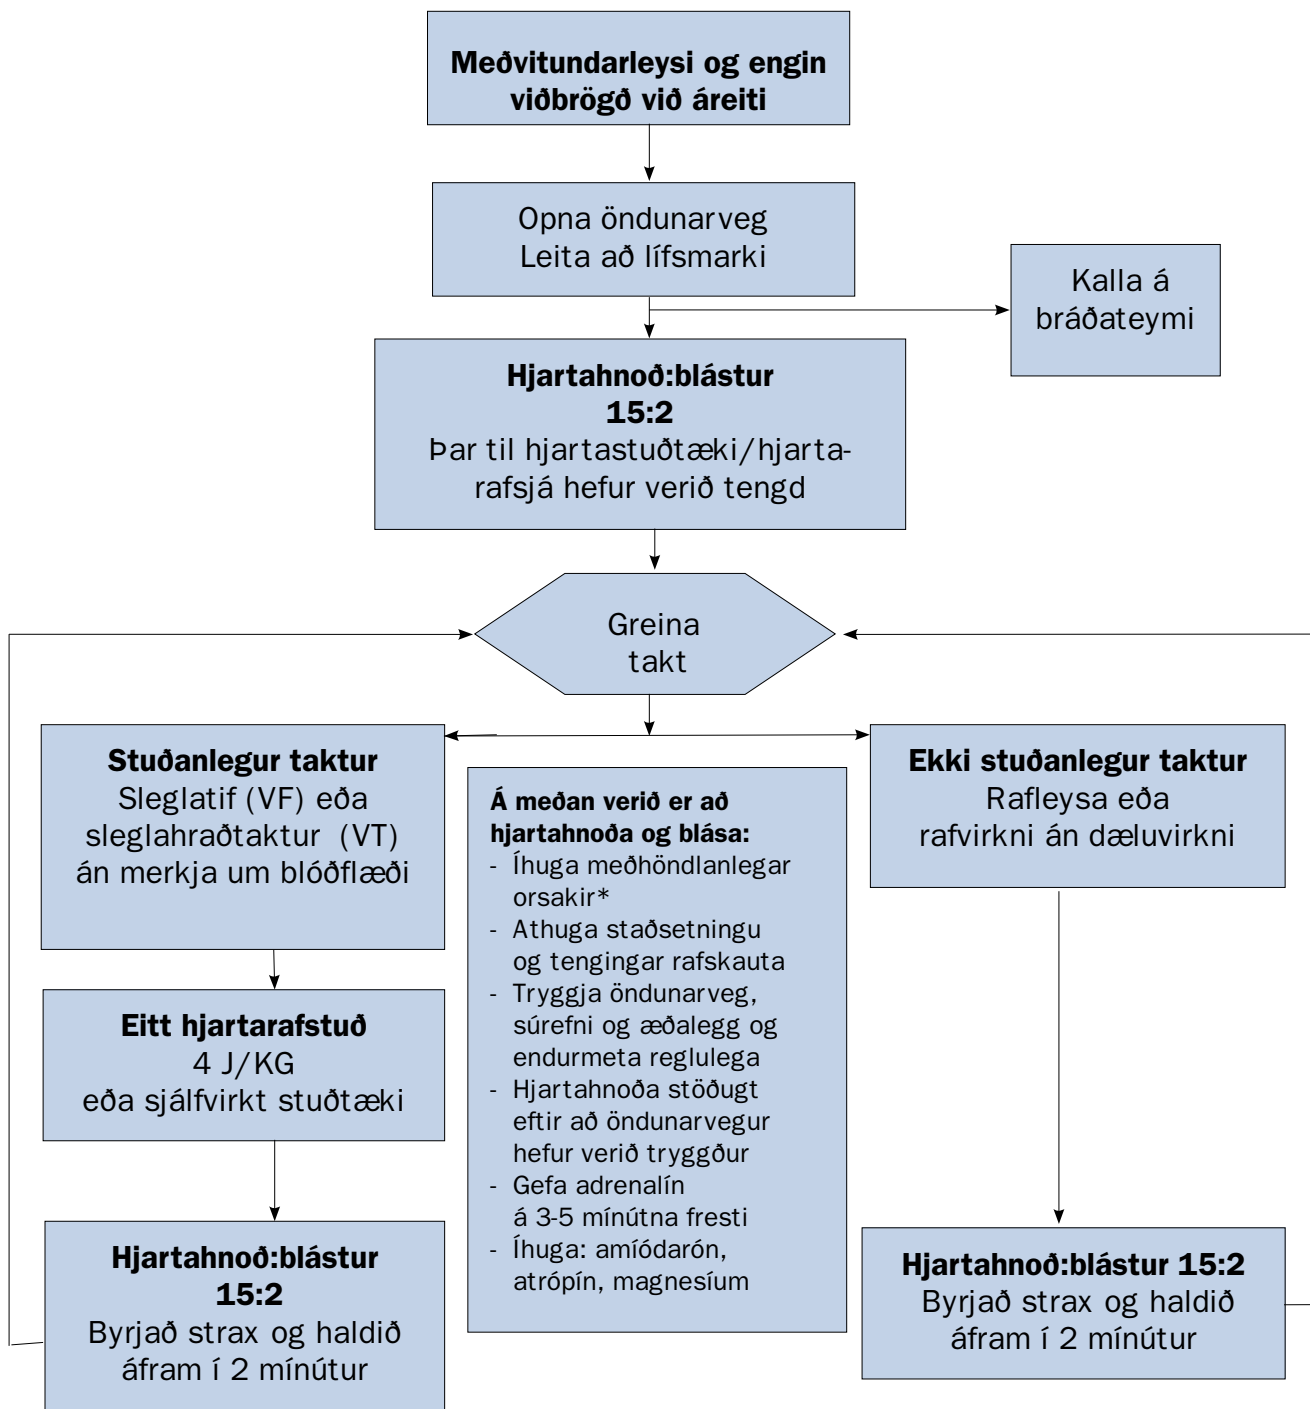 Meðvitundarleysi og engin
viðbrögð við áreiti
Opna öndunarveg
Leita að lífsmarki
Kalla á
bráðateymi
Hjartahnoð:blástur
15:2
Þar til hjartastuðtæki/hjarta-
rafsjá hefur verið tengd
Greina
takt
Stuðanlegur taktur
Sleglatif (VF) eða
sleglahraðtaktur (VT)
án merkja um blóðflæði
Eitt hjartarafstuð
4 J/KG
eða sjálfvirkt stuðtæki
Hjartahnoð:blástur
15:2
Byrjað strax og haldið
áfram í 2 mínútur
Á meðan verið er að
hjartahnoða og blása:
- Íhuga meðhöndlanlegar
orsakir*
- Athuga staðsetningu
og tengingar rafskauta
- Tryggja öndunarveg,
súrefni og æðalegg og
endurmeta reglulega
- Hjartahnoða stöðugt
eftir að öndunarvegur
hefur verið tryggður
- Gefa adrenalín
á 3-5 mínútna fresti
- Íhuga: amíódarón,
atrópín, magnesíum
Ekki stuðanlegur taktur
Rafleysa eða
rafvirkni án dæluvirkni
Hjartahnoð:blástur 15:2
Byrjað strax og haldið
áfram í 2 mínútur